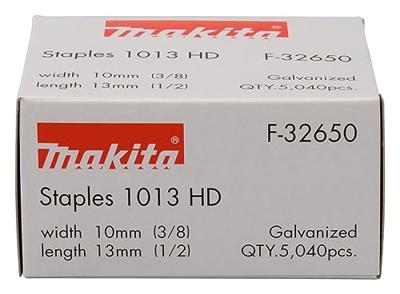 makita®
Staples 1013 HD F-32650
width 10mm (3/8) Galvanized
length 13mm (1/2) QTY.5,040pcs.
makita®
F-32650
Staples 1013 HD
width 10mm (3/8) Galvanized
length 13mm (1/2) QTY.5,040pcs.